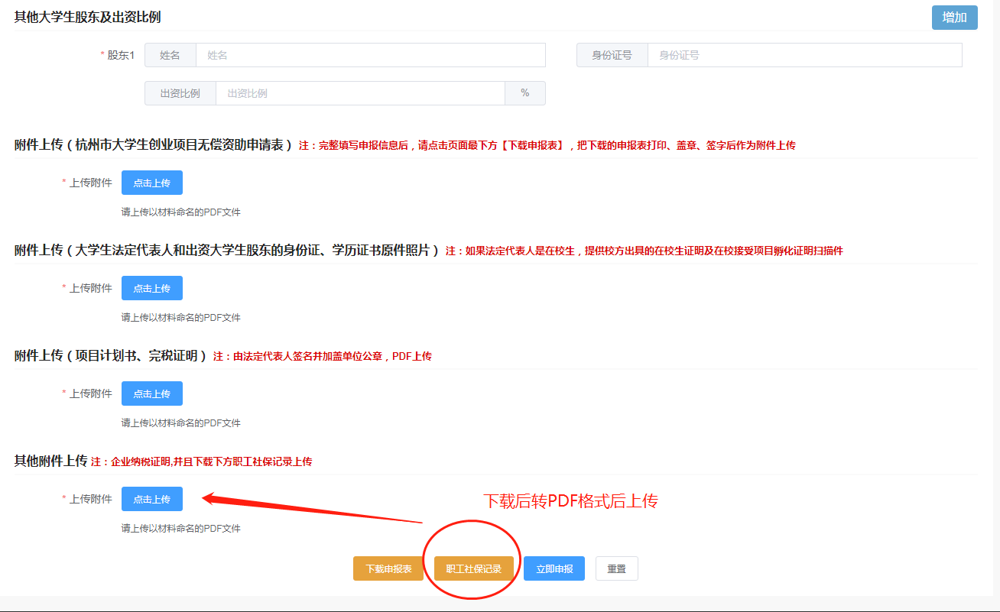 其他大学生股东及出资比例 增加
* 股东1 姓名 姓名 身份证号 身份证号
出资比例 出资比例 %
附件上传（杭州市大学生创业项目无偿资助申请表）注：完整填写申报信息后，请点击页面最下方【下载申报表】，把下载的申报表打印、盖章、签字后作为附件上传
* 上传附件 点击上传
请上传以材料命名的PDF文件
附件上传（大学生法定代表人和出资大学生股东的身份证、学历证书原件照片）注：如果法定代表人是在校生，提供校方出具的在校生证明及在校接受项目孵化证明扫描件
* 上传附件 点击上传
请上传以材料命名的PDF文件
附件上传（项目计划书、完税证明）注：由法定代表人签名并加盖单位公章，PDF上传
* 上传附件 点击上传
请上传以材料命名的PDF文件
其他附件上传 注：企业纳税证明,并且下载下方职工社保记录上传
* 上传附件 点击上传
下载后转PDF格式后上传
请上传以材料命名的PDF文件
下载申报表 职工社保记录 立即申报 重置